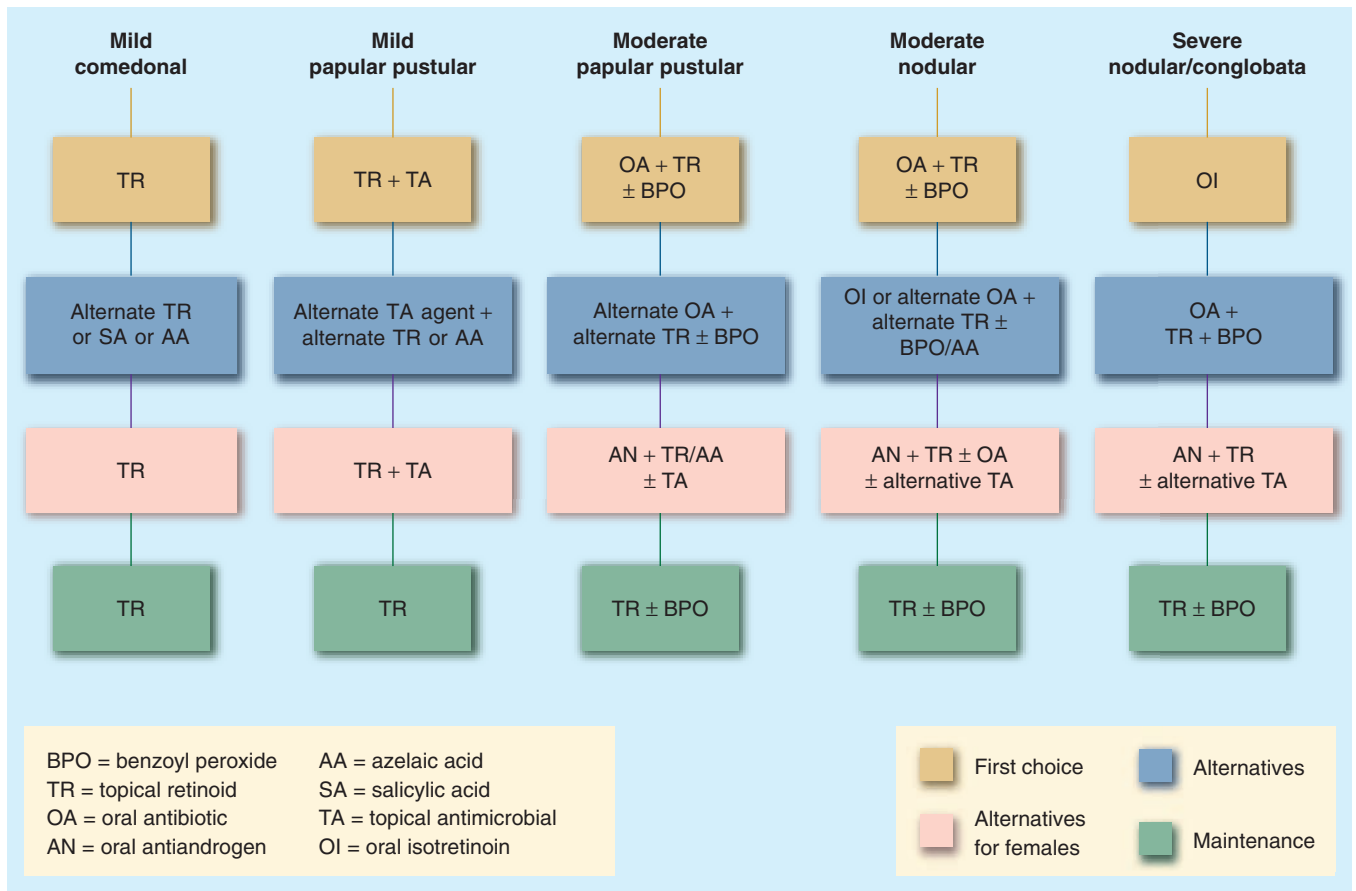 Mild
comedonal
Mild
papular pustular
Moderate
papular pustular
Moderate
nodular
Severe
nodular/conglobata
TR
TR + TA
OA + TR
± BPO
OA + TR
± BPO
OI
Alternate TR
or SA or AA
Alternate TA agent +
alternate TR or AA
Alternate OA +
alternate TR ± BPO
OI or alternate OA +
alternate TR ±
BPO/AA
OA +
TR + BPO
TR
TR + TA
AN + TR/AA
± TA
AN + TR ± OA
± alternative TA
AN + TR
± alternative TA
TR
TR
TR ± BPO
TR ± BPO
TR ± BPO
BPO = benzoyl peroxide
TR = topical retinoid
OA = oral antibiotic
AN = oral antiandrogen
AA = azelaic acid
SA = salicylic acid
TA = topical antimicrobial
OI = oral isotretinoin
First choice
Alternatives
Alternatives
for females
Maintenance